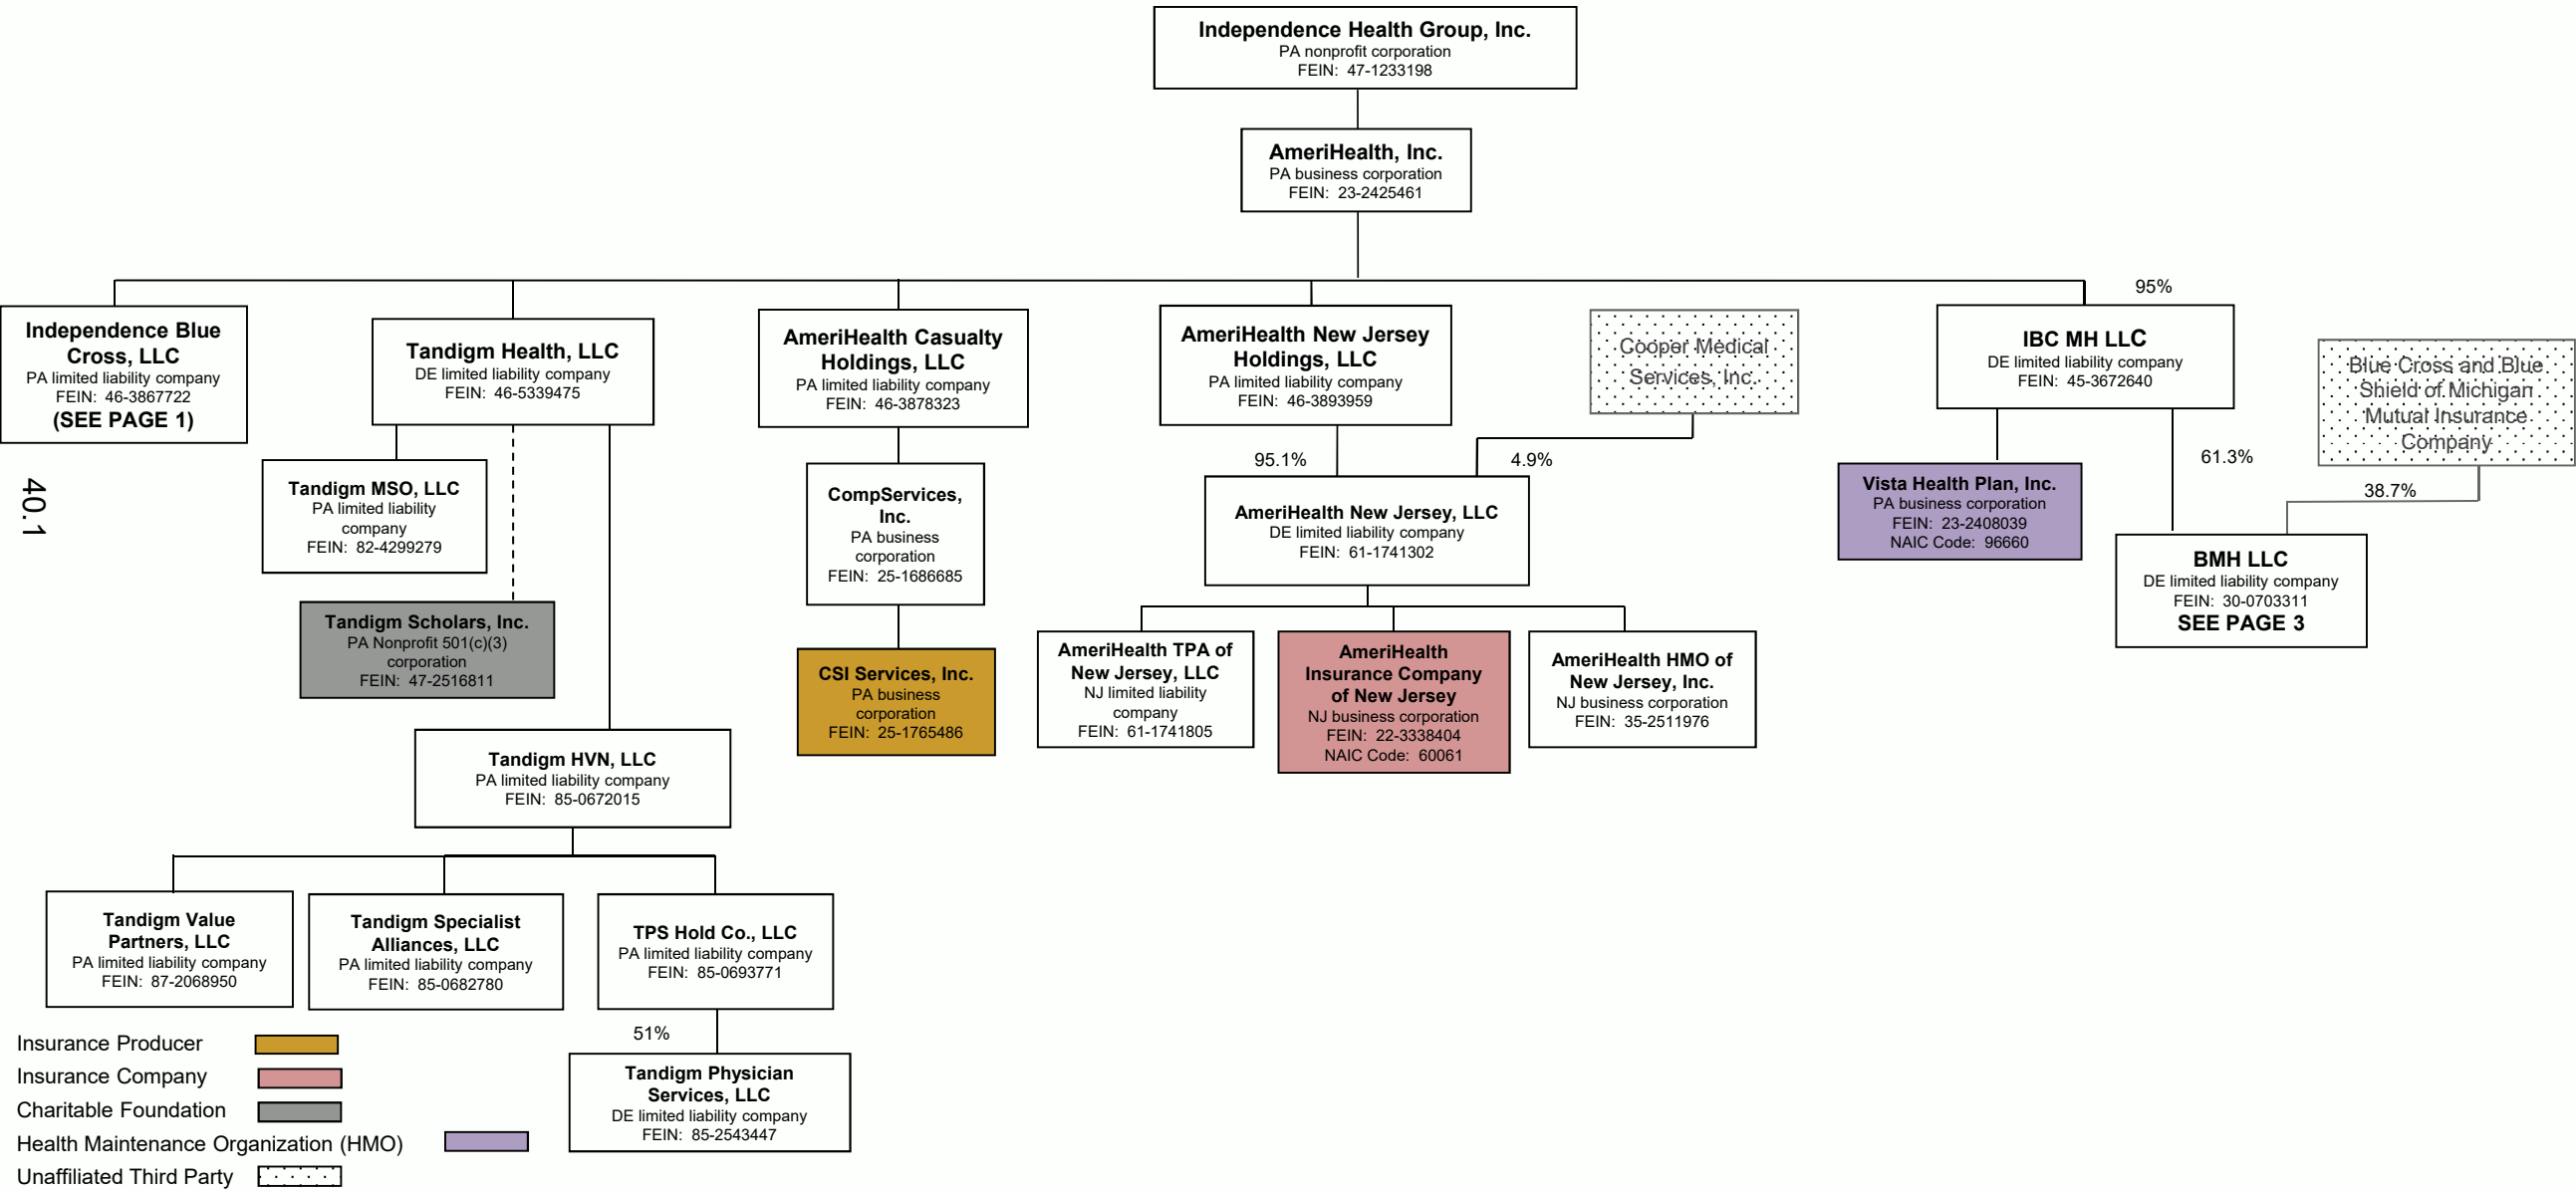 Independence Health Group, Inc.
PA nonprofit corporation
FEIN: 47-1233198
AmeriHealth, Inc.
PA business corporation
FEIN: 23-2425461
95%
Independence Blue
Cross, LLC
PA limited liability company
FEIN: 46-3867722
(SEE PAGE 1)
Tandigm Health, LLC
DE limited liability company
FEIN: 46-5339475
AmeriHealth Casualty
Holdings, LLC
PA limited liability company
FEIN: 46-3878323
AmeriHealth New Jersey
Holdings, LLC
PA limited liability company
FEIN: 46-3893959
Cooper Medical
Services, Inc.
IBC MH LLC
DE limited liability company
FEIN: 45-3672640
Blue Cross and Blue
Shield of Michigan
Mutual Insurance
Company
95.1%
4.9%
61.3%
38.7%
40.1
Tandigm MSO, LLC
PA limited liability
company
FEIN: 82-4299279
CompServices,
Inc.
PA business
corporation
FEIN: 25-1686685
AmeriHealth New Jersey, LLC
DE limited liability company
FEIN: 61-1741302
Vista Health Plan, Inc.
PA business corporation
FEIN: 23-2408039
NAIC Code: 96660
BMH LLC
DE limited liability company
FEIN: 30-0703311
SEE PAGE 3
Tandigm Scholars, Inc.
PA Nonprofit 501(c)(3)
corporation
FEIN: 47-2516811
CSI Services, Inc.
PA business
corporation
FEIN: 25-1765486
AmeriHealth TPA of
New Jersey, LLC
NJ limited liability
company
FEIN: 61-1741805
AmeriHealth
Insurance Company
of New Jersey
NJ business corporation
FEIN: 22-3338404
NAIC Code: 60061
AmeriHealth HMO of
New Jersey, Inc.
NJ business corporation
FEIN: 35-2511976
Tandigm HVN, LLC
PA limited liability company
FEIN: 85-0672015
Tandigm Value
Partners, LLC
PA limited liability company
FEIN: 87-2068950
Tandigm Specialist
Alliances, LLC
PA limited liability company
FEIN: 85-0682780
TPS Hold Co., LLC
PA limited liability company
FEIN: 85-0693771
51%
Tandigm Physician
Services, LLC
DE limited liability company
FEIN: 85-2543447
Insurance Producer
Insurance Company
Charitable Foundation
Health Maintenance Organization (HMO)
Unaffiliated Third Party